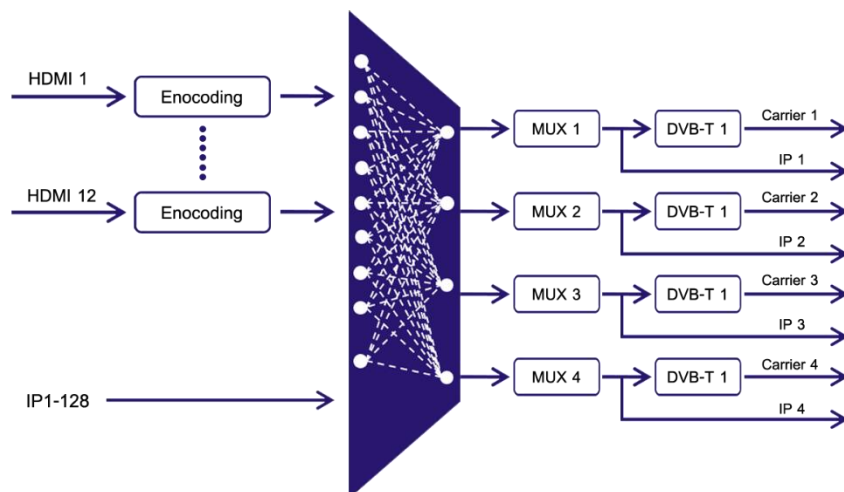 HDMI 1
Enocoding
HDMI 12
Enocoding
IP1-128
MUX 1
DVB-T 1
Carrier 1
IP 1
MUX 2
DVB-T 1
Carrier 2
IP 2
MUX 3
DVB-T 1
Carrier 3
IP 3
MUX 4
DVB-T 1
Carrier 4
IP 4